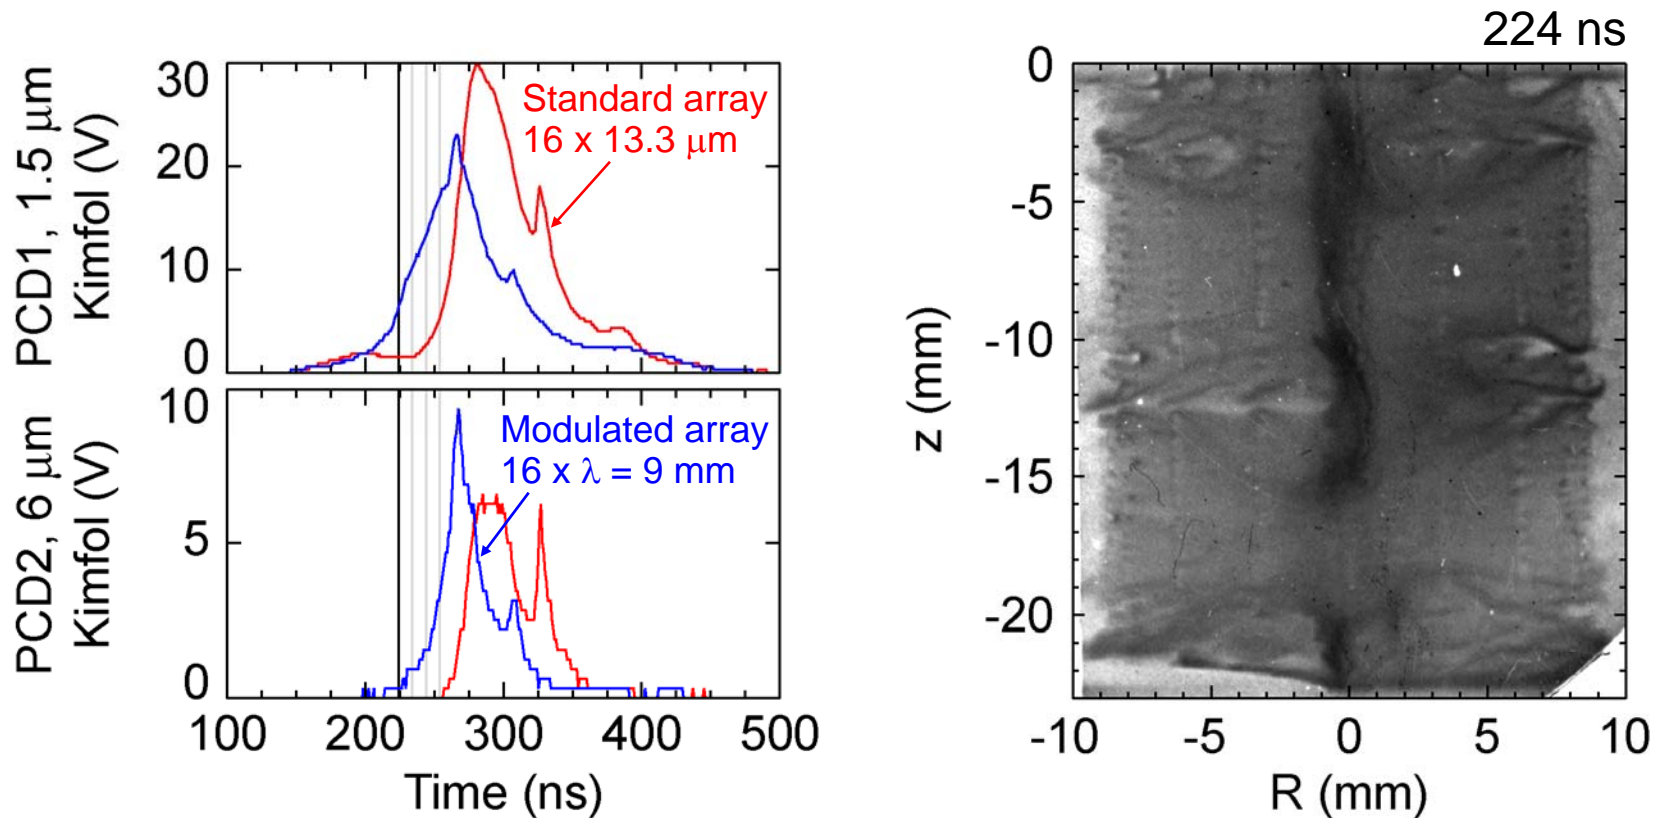 PCD1, 1.5 μm
Kimfol (V)
30
20
10
0
Standard array
16 x 13.3 μm
PCD2, 6 μm
Kimfol (V)
10
5
0
Modulated array
16 x λ = 9 mm
100 200 300 400 500
Time (ns)
224 ns
z (mm)
0
-5
-10
-15
-20
-10 -5 0 5 10
R (mm)